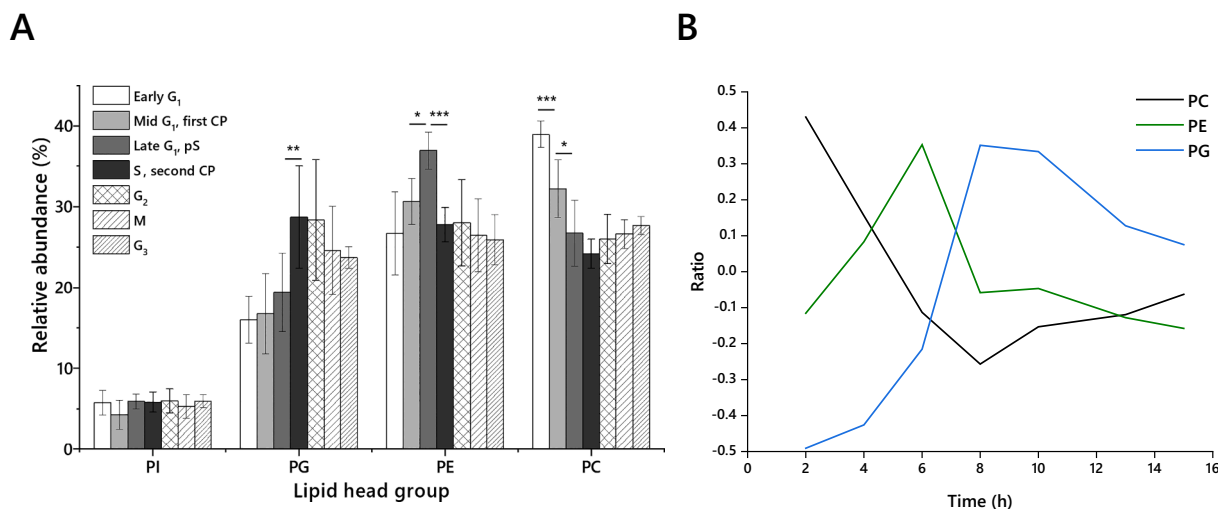 A
Relative abundance (%)
40
30
20
10
0
Early G₁
Mid G₁, first CP
Late G₁, pS
S, second CP
G₂
M
G₃
**
*
***
***
*
PI
PG
PE
PC
Lipid head group
B
Ratio
0.5
0.4
0.3
0.2
0.1
0.0
-0.1
-0.2
-0.3
-0.4
-0.5
PC
PE
PG
0
2
4
6
8
10
12
14
16
Time (h)